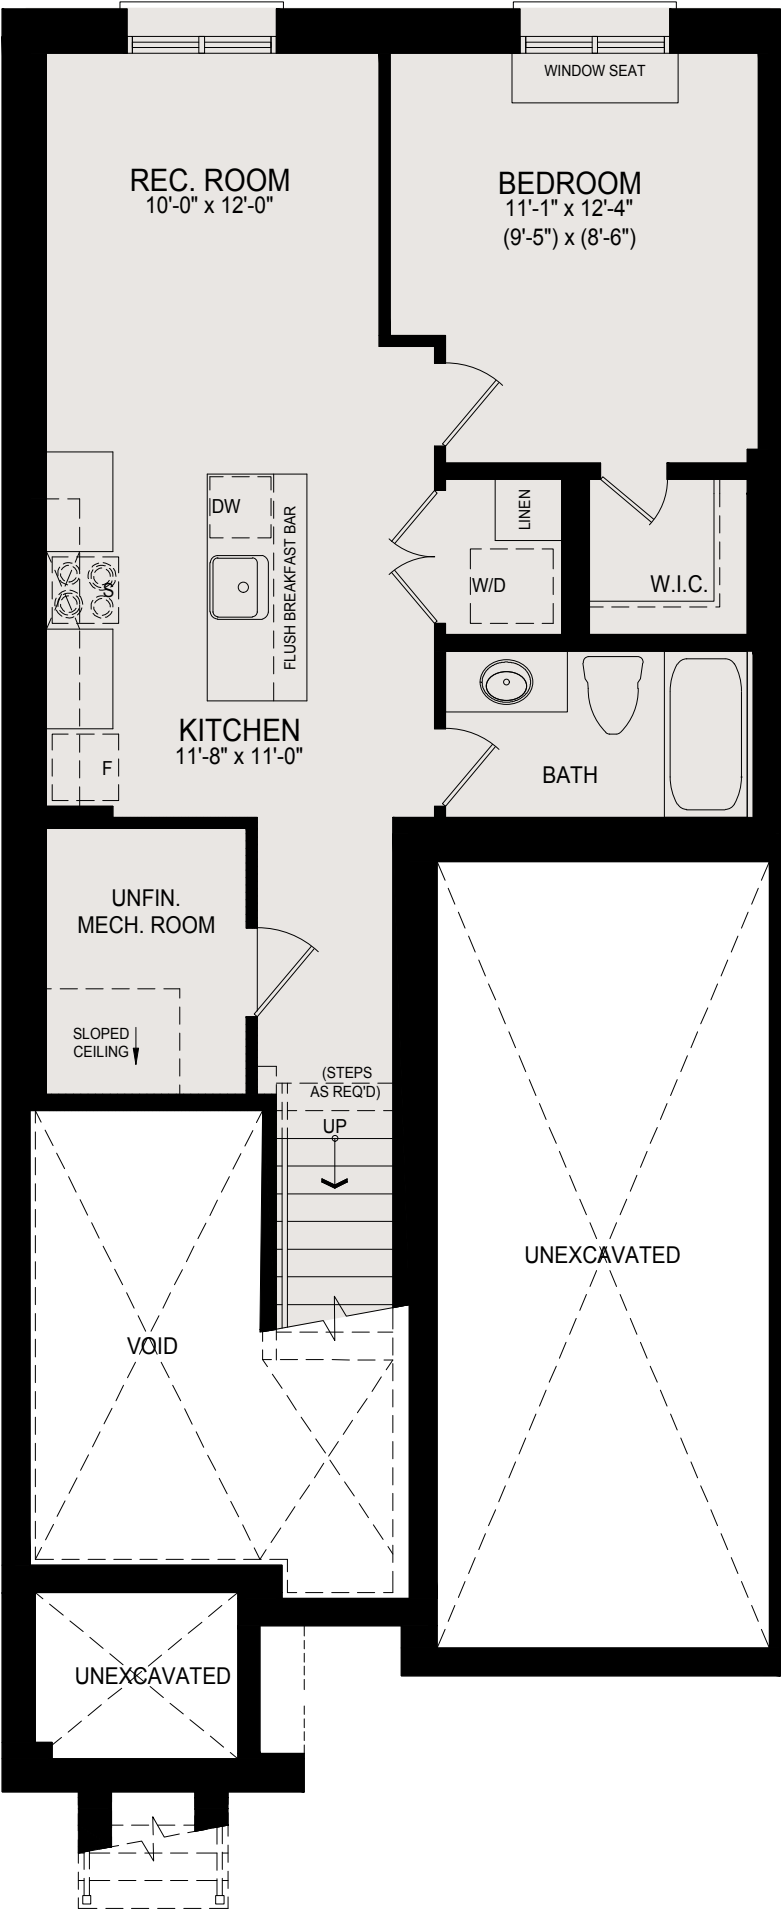 WINDOW SEAT
REC. ROOM
10'-0" x 12'-0"
BEDROOM
11'-1" x 12'-4"
(9'-5") x (8'-6")
DW
LINEN
FLUSH BREAKFAST BAR
S
W/D
W.I.C.
KITCHEN
11'-8" x 11'-0"
F
BATH
UNFIN.
MECH. ROOM
SLOPED
CEILING
(STEPS
AS REQ'D)
UP
UNEXCAVATED
VOID
UNEXCAVATED